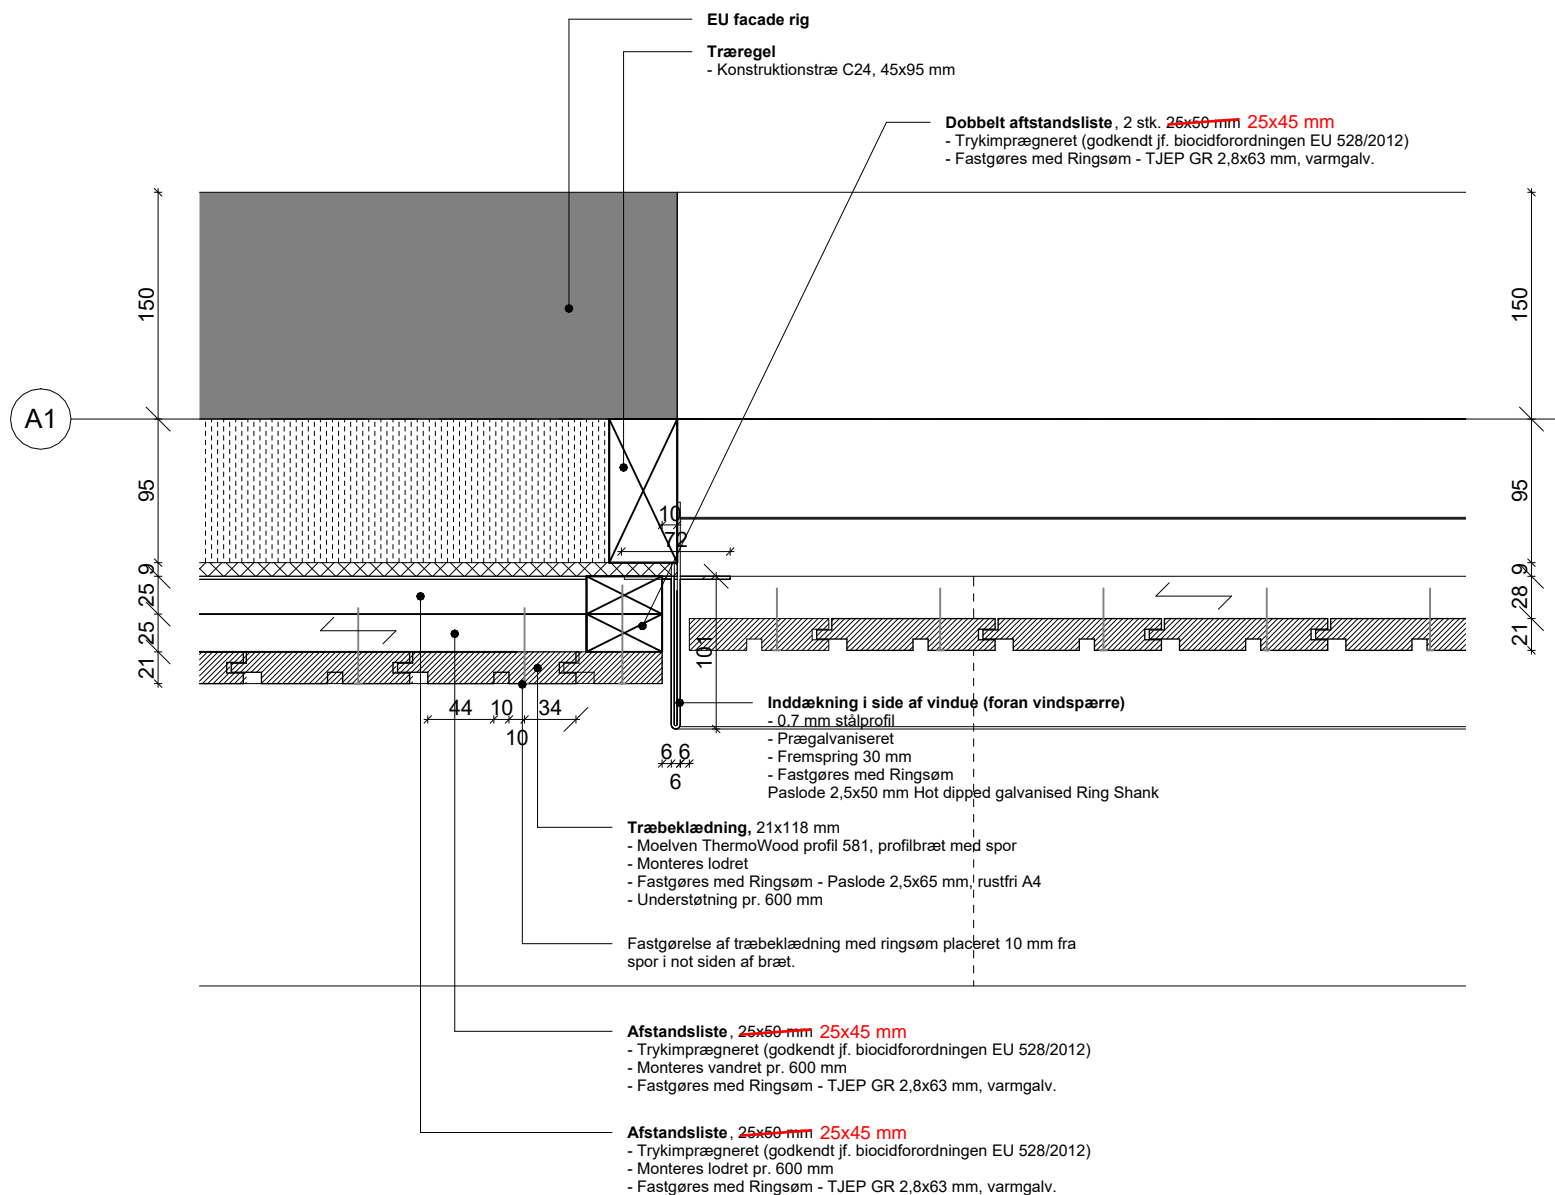 EU facade rig
Træregel
- Konstruktionstræ C24, 45x95 mm
Dobbelt aftstandsliste, 2 stk. 25x50 mm 25x45 mm
- Trykimprægneret (godkendt jf. biocidforordningen EU 528/2012)
- Fastgøres med Ringsøm - TJEP GR 2,8x63 mm, varmgalv.
150
150
A1
95
95
10
72
9
9
25
28
25
21
21
101
44
10
34
10
6
6
6
Inddækning i side af vindue (foran vindspærre)
- 0.7 mm stålprofil
- Prægalvaniseret
- Fremspring 30 mm
- Fastgøres med Ringsøm
Paslode 2,5x50 mm Hot dipped galvanised Ring Shank
Træbeklædning, 21x118 mm
- Moelven ThermoWood profil 581, profilbræt med spor
- Monteres lodret
- Fastgøres med Ringsøm - Paslode 2,5x65 mm, rustfri A4
- Understøtning pr. 600 mm
Fastgørelse af træbeklædning med ringsøm placeret 10 mm fra
spor i not siden af bræt.
Afstandsliste, 25x50 mm 25x45 mm
- Trykimprægneret (godkendt jf. biocidforordningen EU 528/2012)
- Monteres vandret pr. 600 mm
- Fastgøres med Ringsøm - TJEP GR 2,8x63 mm, varmgalv.
Afstandsliste, 25x50 mm 25x45 mm
- Trykimprægneret (godkendt jf. biocidforordningen EU 528/2012)
- Monteres lodret pr. 600 mm
- Fastgøres med Ringsøm - TJEP GR 2,8x63 mm, varmgalv.